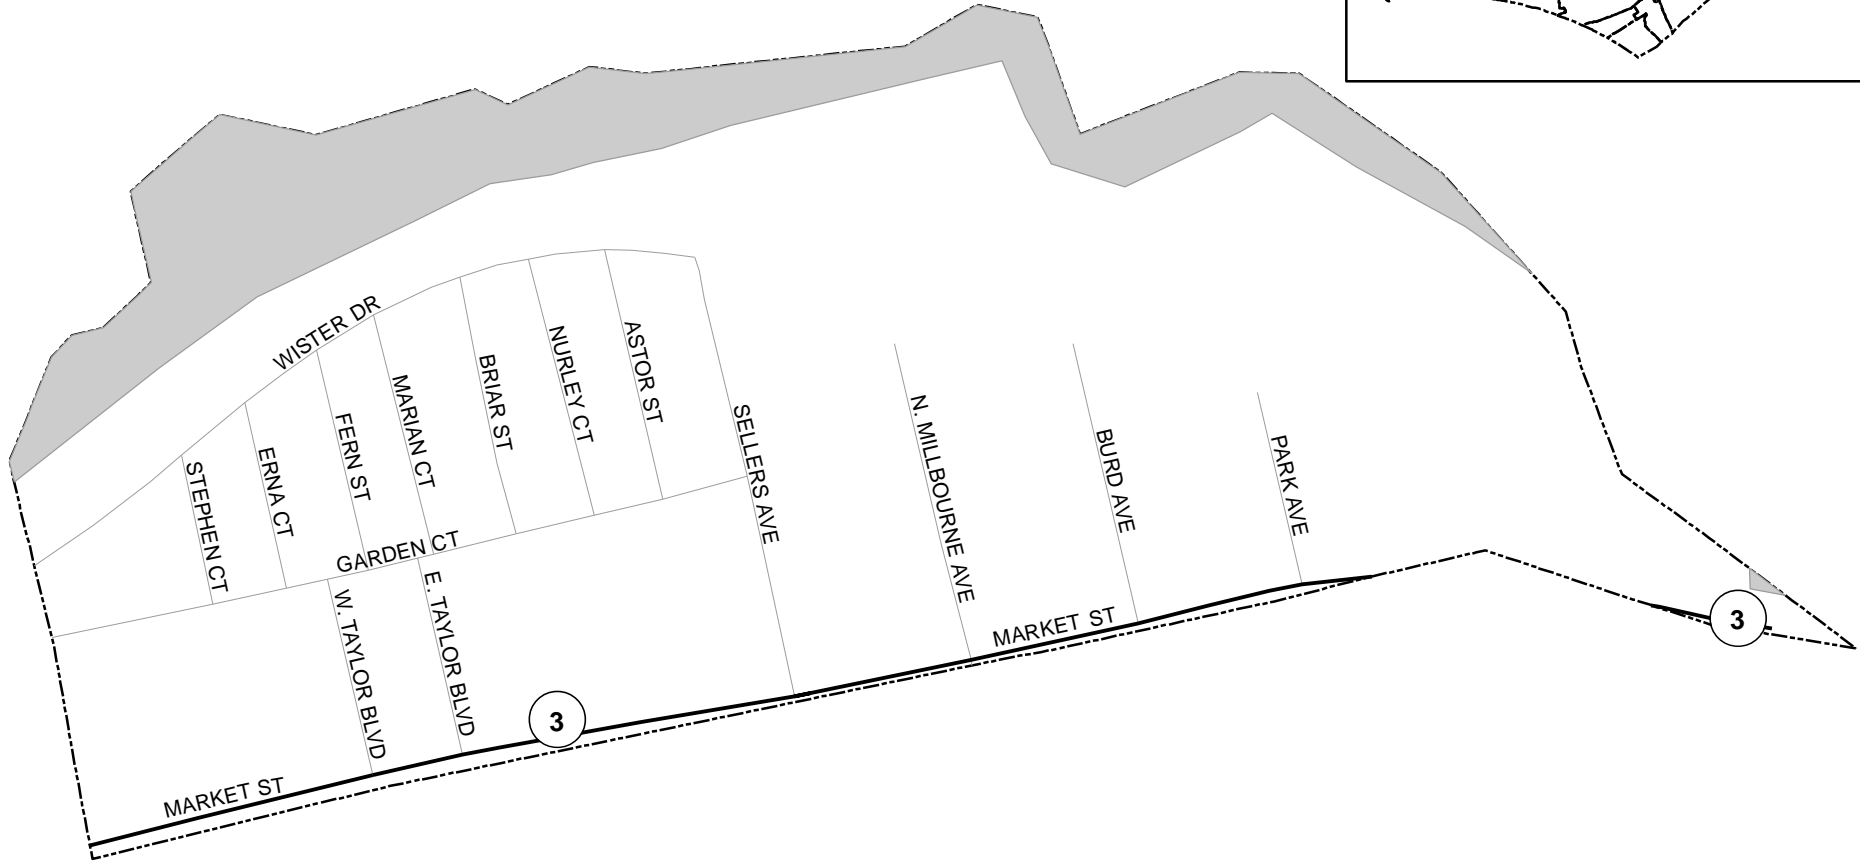 WISTER DR
STEPHEN CT
ERNA CT
FERN ST
MARIAN CT
BRIAR ST
NURLEY CT
ASTOR ST
SELLERS AVE
N. MILLBOURNE AVE
BURD AVE
PARK AVE
GARDEN CT
W. TAYLOR BLVD
E. TAYLOR BLVD
MARKET ST
3
3
MARKET ST